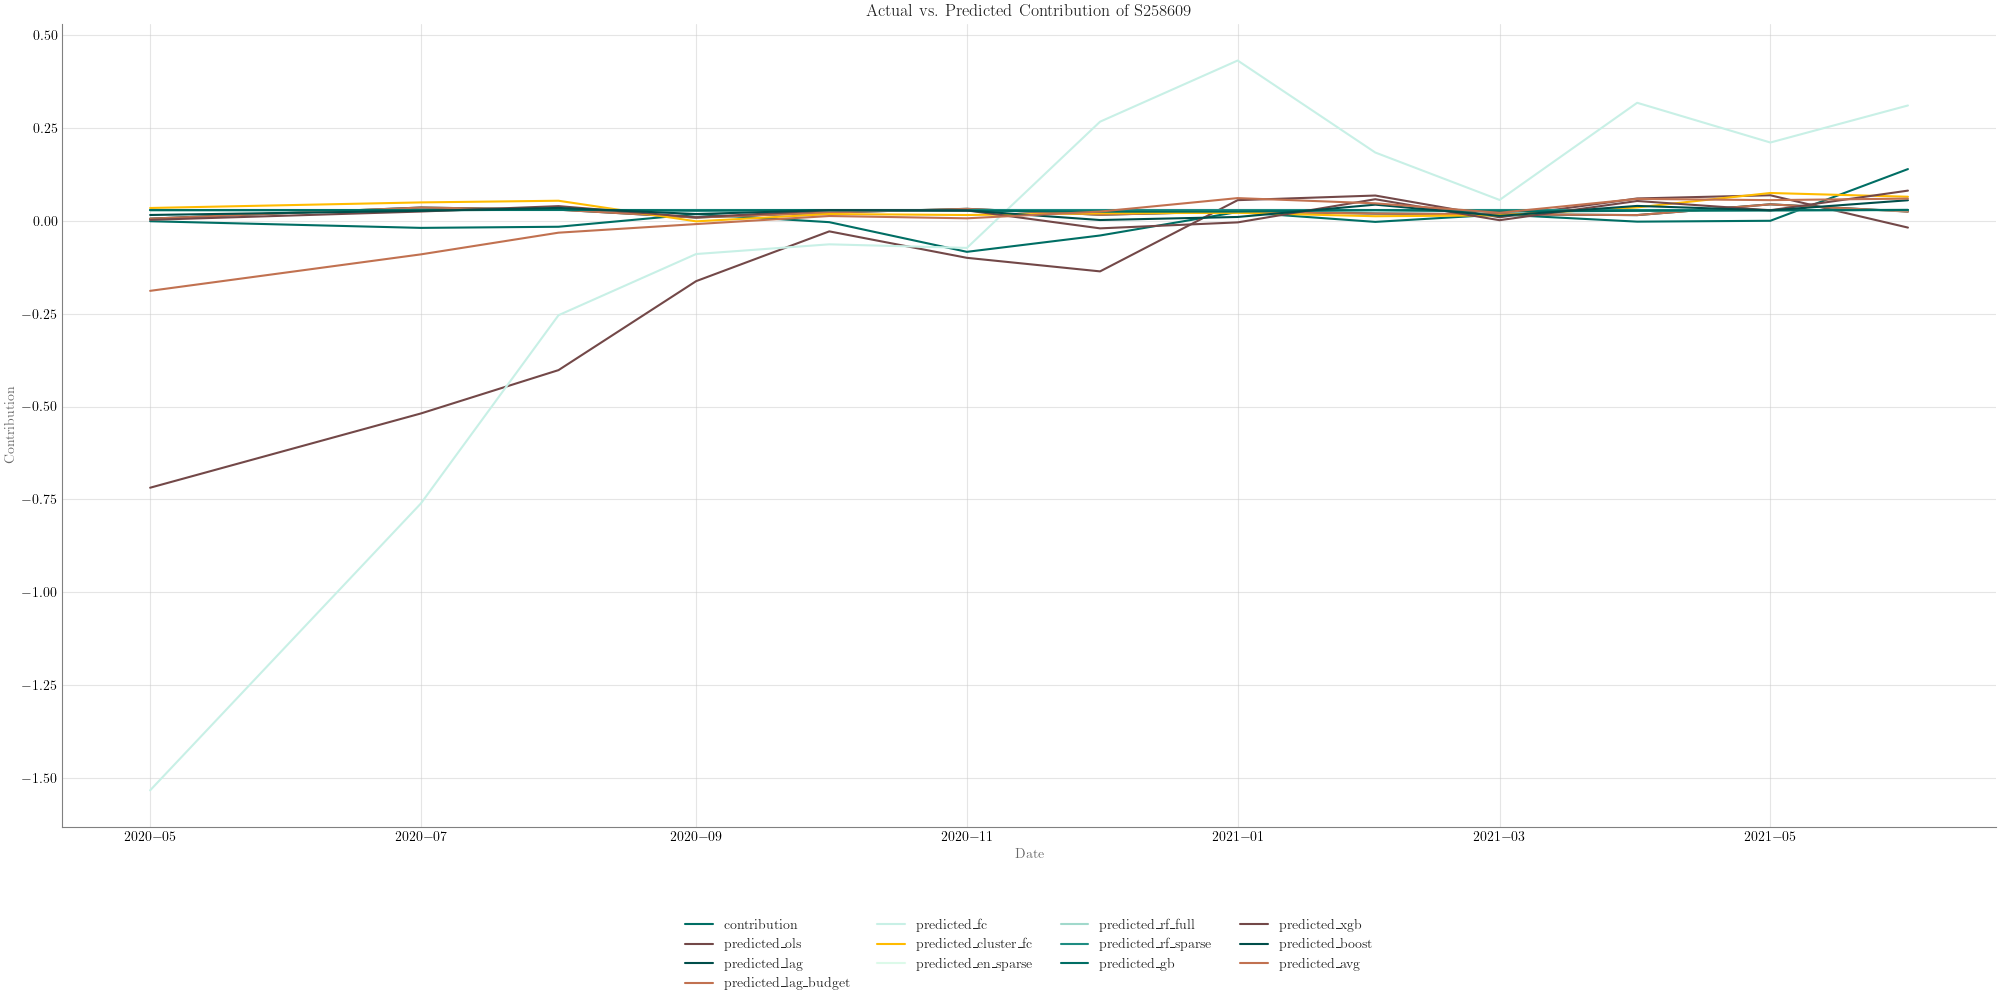 Actual vs. Predicted Contribution of S258609
0.50
0.25
0.00
−0.25
−0.50
−0.75
−1.00
−1.25
−1.50
Contribution
2020−05 2020−07 2020−09 2020−11 2021−01 2021−03 2021−05
Date
contribution predicted_fc predicted_rf_full predicted_xgb
predicted_ols predicted_cluster_fc predicted_rf_sparse predicted_boost
predicted_lag predicted_en_sparse predicted_gb predicted_avg
predicted_lag_budget